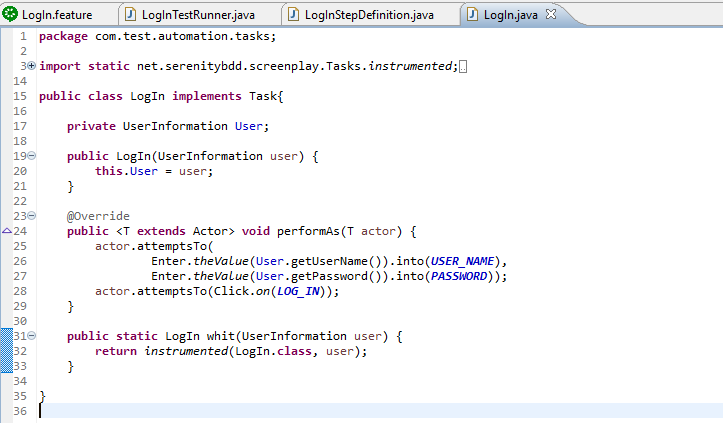 LogIn.feature LogInTestRunner.java LogInStepDefinition.java LogIn.java
1 package com.test.automation.tasks;
2
3 import static net.serenitybdd.screenplay.Tasks.instrumented;
14
15 public class LogIn implements Task{
16
17     private UserInformation User;
18
19     public LogIn(UserInformation user) {
20         this.User = user;
21     }
22
23     @Override
24     public <T extends Actor> void performAs(T actor) {
25         actor.attemptsTo(
26                 Enter.theValue(User.getUserName()).into(USER_NAME),
27                 Enter.theValue(User.getPassword()).into(PASSWORD));
28         actor.attemptsTo(Click.on(LOG_IN));
29     }
30
31     public static LogIn whit(UserInformation user) {
32         return instrumented(LogIn.class, user);
33     }
34
35 }
36